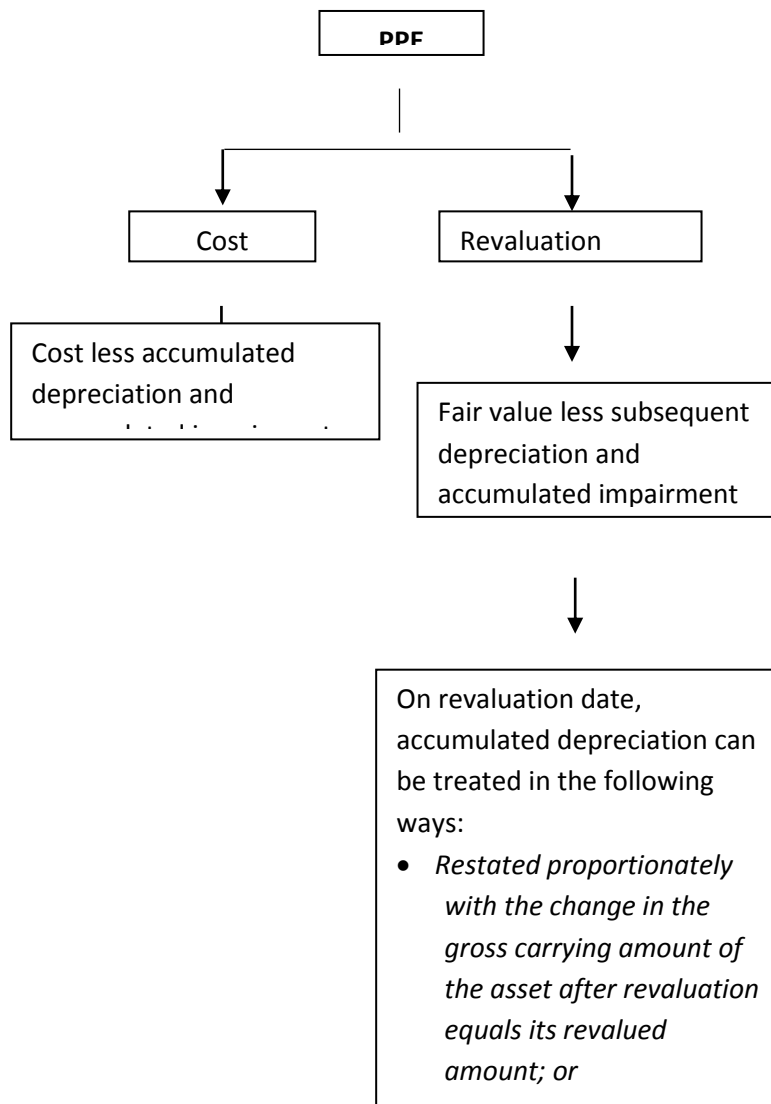 PPE
Cost
Revaluation
Cost less accumulated
depreciation and
Fair value less subsequent
depreciation and
accumulated impairment
On revaluation date,
accumulated depreciation can
be treated in the following
ways:
• Restated proportionately
with the change in the
gross carrying amount of
the asset after revaluation
equals its revalued
amount; or